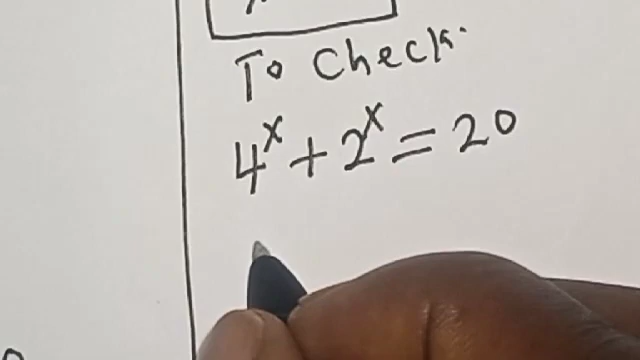 To Check.
4^x + 2^x = 20